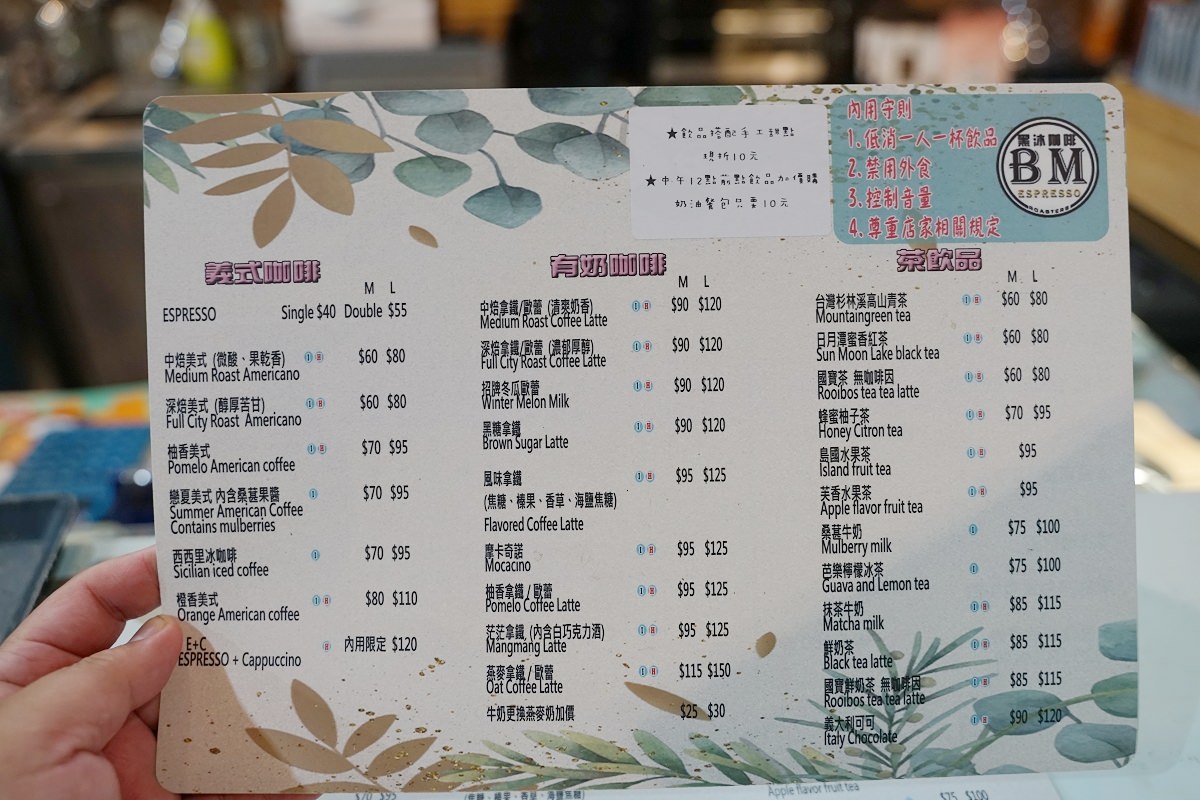 ★飲品搭配手工甜點
現折10元
★中午12點前點飲品加價購
奶油餐包只要10元
內用守則
1. 低消一人一杯飲品
2. 禁用外食
3. 控制音量
4. 尊重店家相關規定
黑沐咖啡
BM
ESPRESSO
ROASTERS
義式咖啡
M L
ESPRESSO Single $40 Double $55
中焙美式 (微酸、果乾香) I H $60 $80
Medium Roast Americano
深焙美式 (醇厚苦甘) I H $60 $80
Full City Roast Americano
柚香美式 I H $70 $95
Pomelo American coffee
戀夏美式 內含桑葚果醬 I $70 $95
Summer American Coffee
Contains mulberries
西西里冰咖啡 I $70 $95
Sicilian iced coffee
橙香美式 I H $80 $110
Orange American coffee
E+C H 內用限定 $120
ESPRESSO + Cappuccino
有奶咖啡
M L
中焙拿鐵/歐蕾 (清爽奶香) I H $90 $120
Medium Roast Coffee Latte
深焙拿鐵/歐蕾 (濃郁厚醇) I H $90 $120
Full City Roast Coffee Latte
招牌冬瓜歐蕾 I H $90 $120
Winter Melon Milk
黑糖拿鐵 I H $90 $120
Brown Sugar Latte
風味拿鐵 I H $95 $125
(焦糖、榛果、香草、海鹽焦糖)
Flavored Coffee Latte
摩卡奇諾 I H $95 $125
Mocacino
柚香拿鐵 / 歐蕾 I H $95 $125
Pomelo Coffee Latte
茫茫拿鐵 (內含白巧克力酒) I H $95 $125
Mangmang Latte
燕麥拿鐵 / 歐蕾 I H $115 $150
Oat Coffee Latte
牛奶更換燕麥奶加價 $25 $30
茶飲品
M L
台灣杉林溪高山青茶 I H $60 $80
Mountaingreen tea
日月潭蜜香紅茶 I H $60 $80
Sun Moon Lake black tea
國寶茶 無咖啡因 I H $60 $80
Rooibos tea tea latte
蜂蜜柚子茶 I H $70 $95
Honey Citron tea
島國水果茶 I H $95
Island fruit tea
芙香水果茶 I H $95
Apple flavor fruit tea
桑葚牛奶 I $75 $100
Mulberry milk
芭樂檸檬冰茶 I $75 $100
Guava and Lemon tea
抹茶牛奶 I H $85 $115
Matcha milk
鮮奶茶 I H $85 $115
Black tea latte
國寶鮮奶茶 無咖啡因 I H $85 $115
Rooibos tea tea latte
義大利可可 I H $90 $120
Italy Chocolate
$70 $95
(焦糖、榛果、香草、海鹽焦糖)
Apple flavor fruit tea
$75 $100